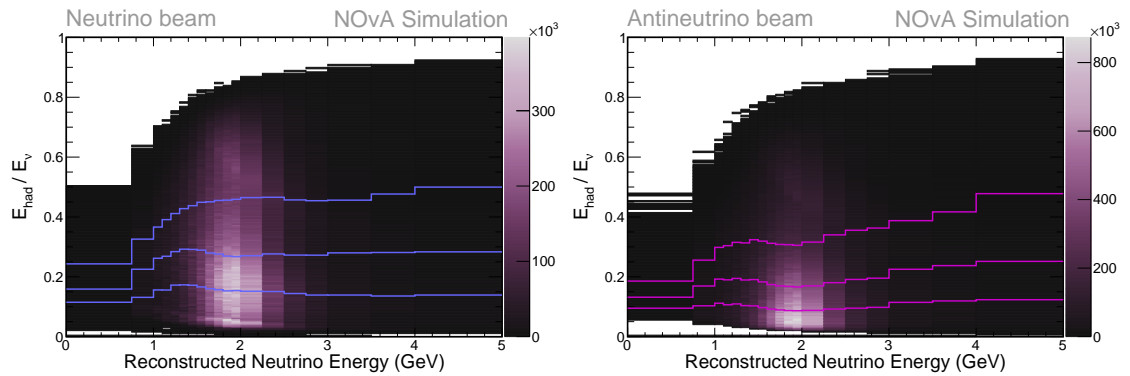 Neutrino beam NOvA Simulation
×10³
1
0.8
0.6
0.4
0.2
0
E_had / E_ν
0 1 2 3 4 5
Reconstructed Neutrino Energy (GeV)
300
200
100
0
Antineutrino beam NOvA Simulation
×10³
1
0.8
0.6
0.4
0.2
0
E_had / E_ν
0 1 2 3 4 5
Reconstructed Neutrino Energy (GeV)
800
600
400
200
0